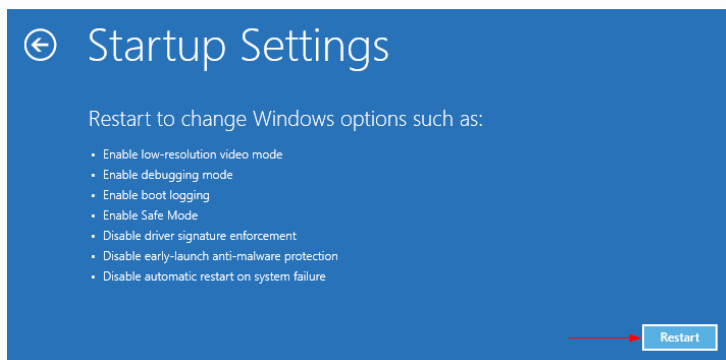 Startup Settings
Restart to change Windows options such as:
• Enable low-resolution video mode
• Enable debugging mode
• Enable boot logging
• Enable Safe Mode
• Disable driver signature enforcement
• Disable early-launch anti-malware protection
• Disable automatic restart on system failure
Restart